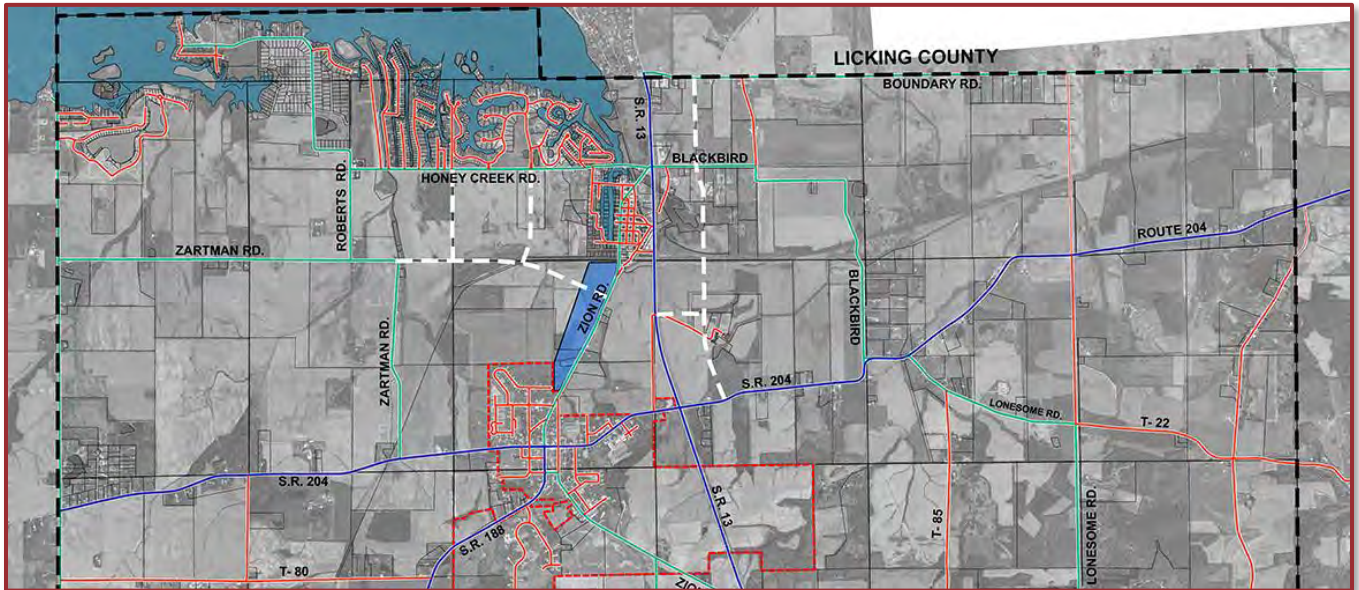 LICKING COUNTY
BOUNDARY RD.
S.R. 13
BLACKBIRD
HONEY CREEK RD.
ROBERTS RD.
ZARTMAN RD.
ROUTE 204
ZION RD.
BLACKBIRD
ZARTMAN RD.
S.R. 204
LONESOME RD.
T- 22
S.R. 204
S.R. 13
T- 85
LONESOME RD.
S.R. 188
T- 80